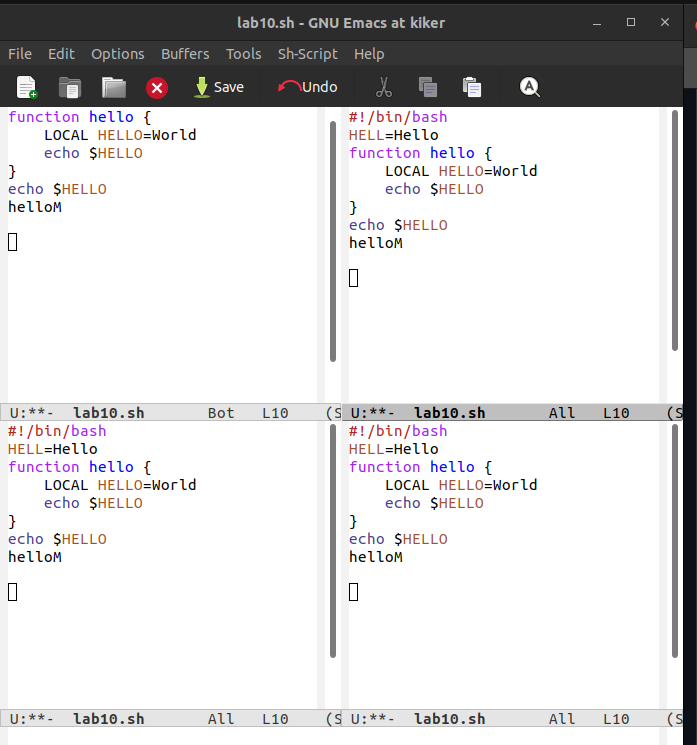 lab10.sh - GNU Emacs at kiker
File Edit Options Buffers Tools Sh-Script Help
Save Undo
function hello {
    LOCAL HELLO=World
    echo $HELLO
}
echo $HELLO
helloM
U:**-  lab10.sh       Bot   L10    (S
#!/bin/bash
HELL=Hello
function hello {
    LOCAL HELLO=World
    echo $HELLO
}
echo $HELLO
helloM
U:**-  lab10.sh       All   L10    (S
#!/bin/bash
HELL=Hello
function hello {
    LOCAL HELLO=World
    echo $HELLO
}
echo $HELLO
helloM
U:**-  lab10.sh       All   L10    (S
#!/bin/bash
HELL=Hello
function hello {
    LOCAL HELLO=World
    echo $HELLO
}
echo $HELLO
helloM
U:**-  lab10.sh       All   L10    (S